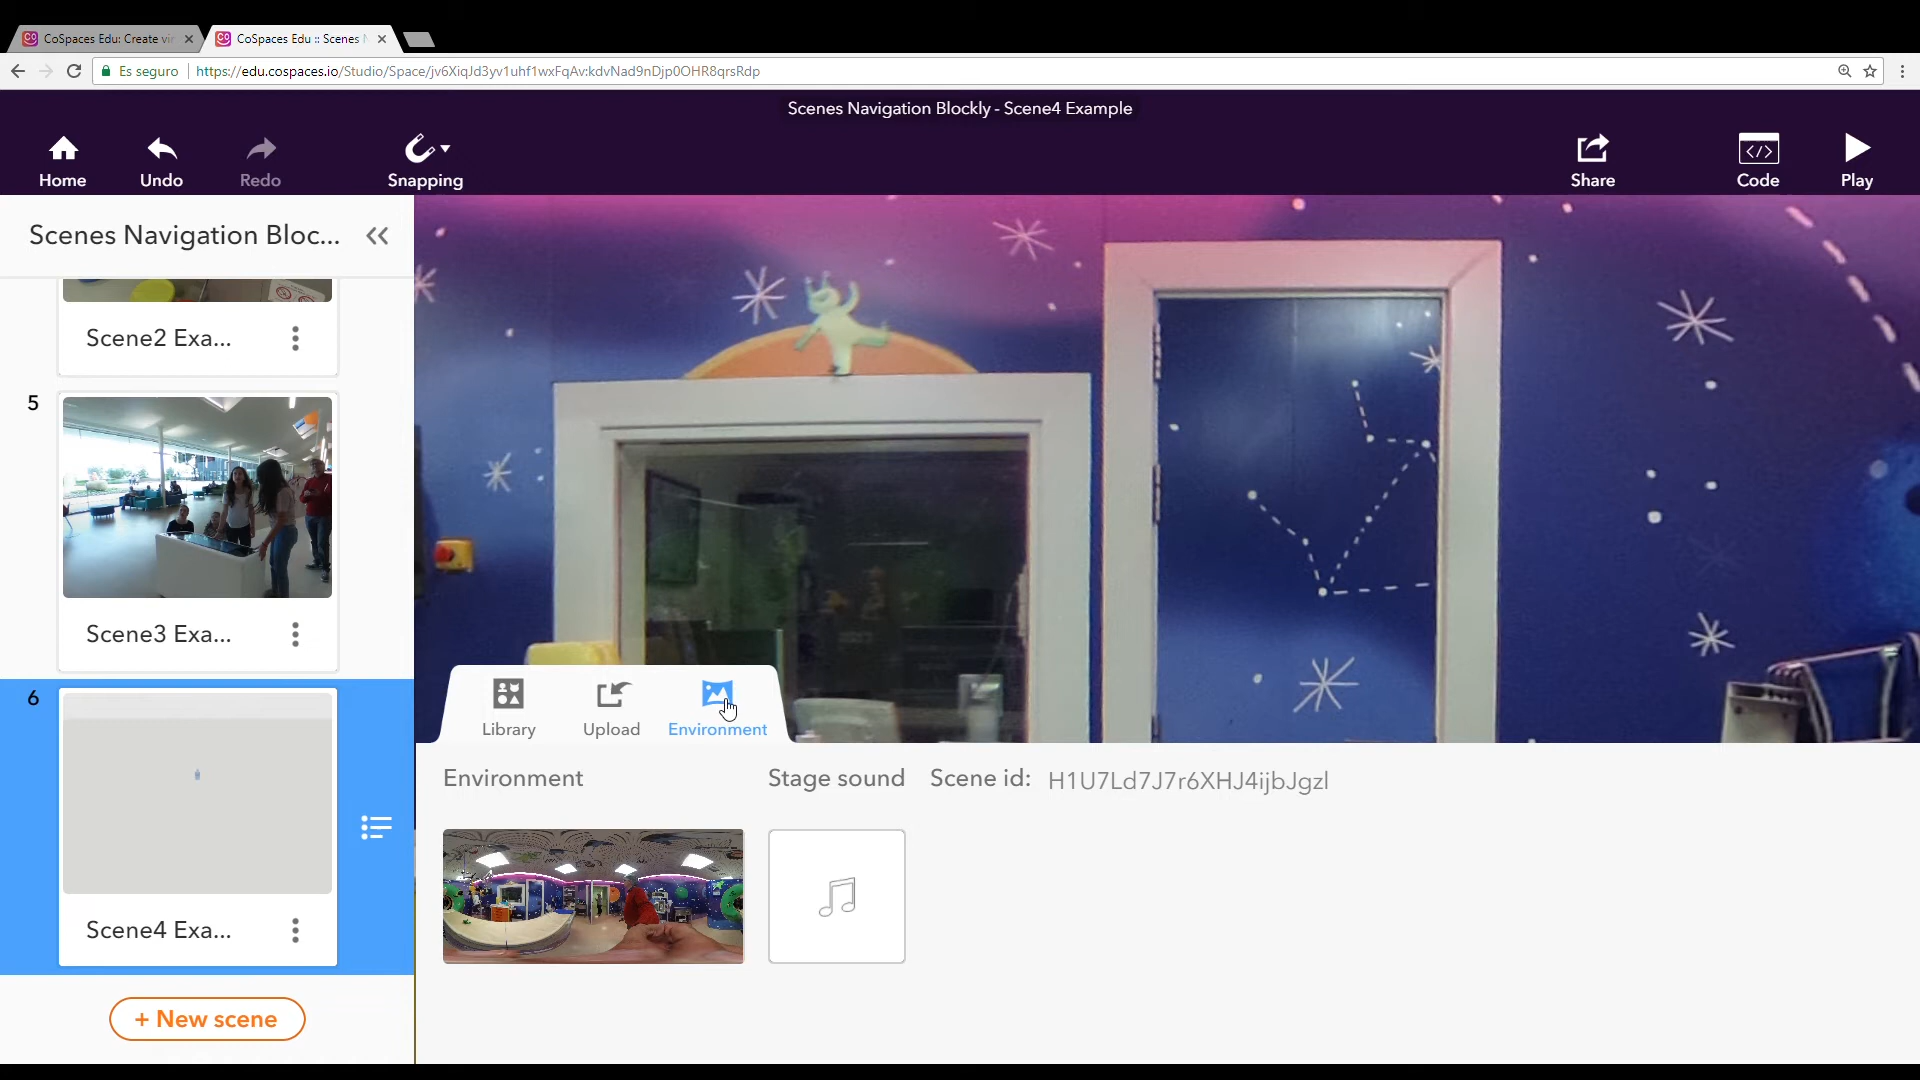 CoSpaces Edu: Create vir
CoSpaces Edu :: Scenes
Es seguro
https://edu.cospaces.io/Studio/Space/jv6XiqJd3yv1uhf1wxFqAv:kdvNad9nDjp0OHR8qrsRdp
Scenes Navigation Blockly - Scene4 Example
Home
Undo
Redo
Snapping
Share
Code
Play
Scenes Navigation Bloc...
Scene2 Exa...
5
Scene3 Exa...
6
Scene4 Exa...
+ New scene
Library
Upload
Environment
Environment
Stage sound
Scene id: H1U7Ld7J7r6XHJ4ijbJgzl